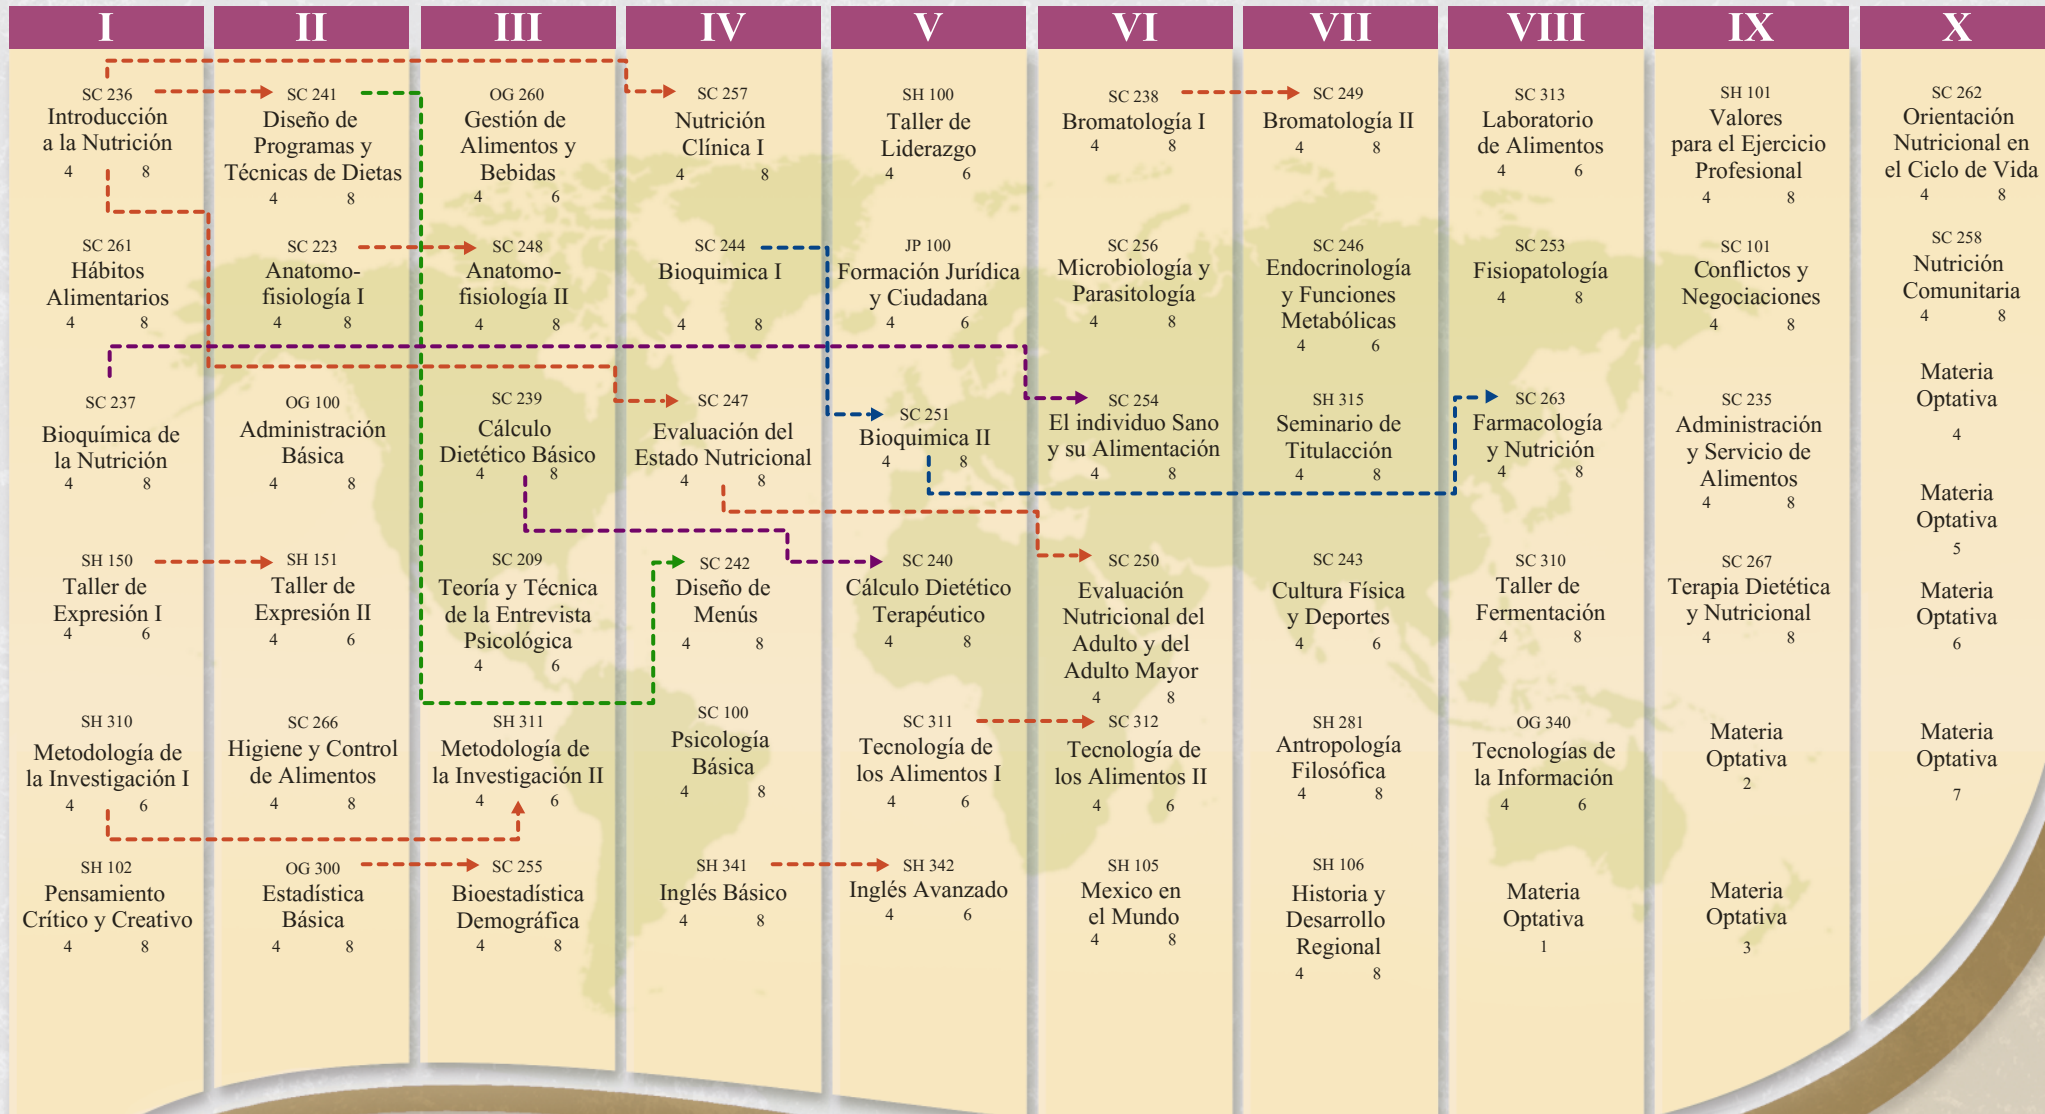 I
SC 236
Introducción
a la Nutrición
4 8
SC 261
Hábitos
Alimentarios
4 8
SC 237
Bioquímica de
la Nutrición
4 8
SH 150
Taller de
Expresión I
4 6
SH 310
Metodología de
la Investigación I
4 6
SH 102
Pensamiento
Crítico y Creativo
4 8
II
SC 241
Diseño de
Programas y
Técnicas de Dietas
4 8
SC 223
Anatomo-
fisiología I
4 8
OG 100
Administración
Básica
4 8
SH 151
Taller de
Expresión II
4 6
SC 266
Higiene y Control
de Alimentos
4 8
OG 300
Estadística
Básica
4 8
III
OG 260
Gestión de
Alimentos y
Bebidas
4 6
SC 248
Anatomo-
fisiología II
4 8
SC 239
Cálculo
Dietético Básico
4 8
SC 209
Teoría y Técnica
de la Entrevista
Psicológica
4 6
SH 311
Metodología de
la Investigación II
4 6
SC 255
Bioestadística
Demográfica
4 8
IV
SC 257
Nutrición
Clínica I
4 8
SC 244
Bioquimica I
4 8
SC 247
Evaluación del
Estado Nutricional
4 8
SC 242
Diseño de
Menús
4 8
SC 100
Psicología
Básica
4 8
SH 341
Inglés Básico
4 8
V
SH 100
Taller de
Liderazgo
4 6
JP 100
Formación Jurídica
y Ciudadana
4 6
SC 251
Bioquimica II
4 8
SC 240
Cálculo Dietético
Terapéutico
4 8
SC 311
Tecnología de
los Alimentos I
4 6
SH 342
Inglés Avanzado
4 6
VI
SC 238
Bromatología I
4 8
SC 256
Microbiología y
Parasitología
4 8
SC 254
El individuo Sano
y su Alimentación
4 8
SC 250
Evaluación
Nutricional del
Adulto y del
Adulto Mayor
4 8
SC 312
Tecnología de
los Alimentos II
4 6
SH 105
Mexico en
el Mundo
4 8
VII
SC 249
Bromatología II
4 8
SC 246
Endocrinología
y Funciones
Metabólicas
4 6
SH 315
Seminario de
Titulacción
4 8
SC 243
Cultura Física
y Deportes
4 6
SH 281
Antropología
Filosófica
4 8
SH 106
Historia y
Desarrollo
Regional
4 8
VIII
SC 313
Laboratorio
de Alimentos
4 6
SC 253
Fisiopatología
4 8
SC 263
Farmacología
y Nutrición
4 8
SC 310
Taller de
Fermentación
4 8
OG 340
Tecnologías de
la Información
4 6
Materia
Optativa
1
IX
SH 101
Valores
para el Ejercicio
Profesional
4 8
SC 101
Conflictos y
Negociaciones
4 8
SC 235
Administración
y Servicio de
Alimentos
4 8
SC 267
Terapia Dietética
y Nutricional
4 8
Materia
Optativa
2
Materia
Optativa
3
X
SC 262
Orientación
Nutricional en
el Ciclo de Vida
4 8
SC 258
Nutrición
Comunitaria
4 8
Materia
Optativa
4
Materia
Optativa
5
Materia
Optativa
6
Materia
Optativa
7